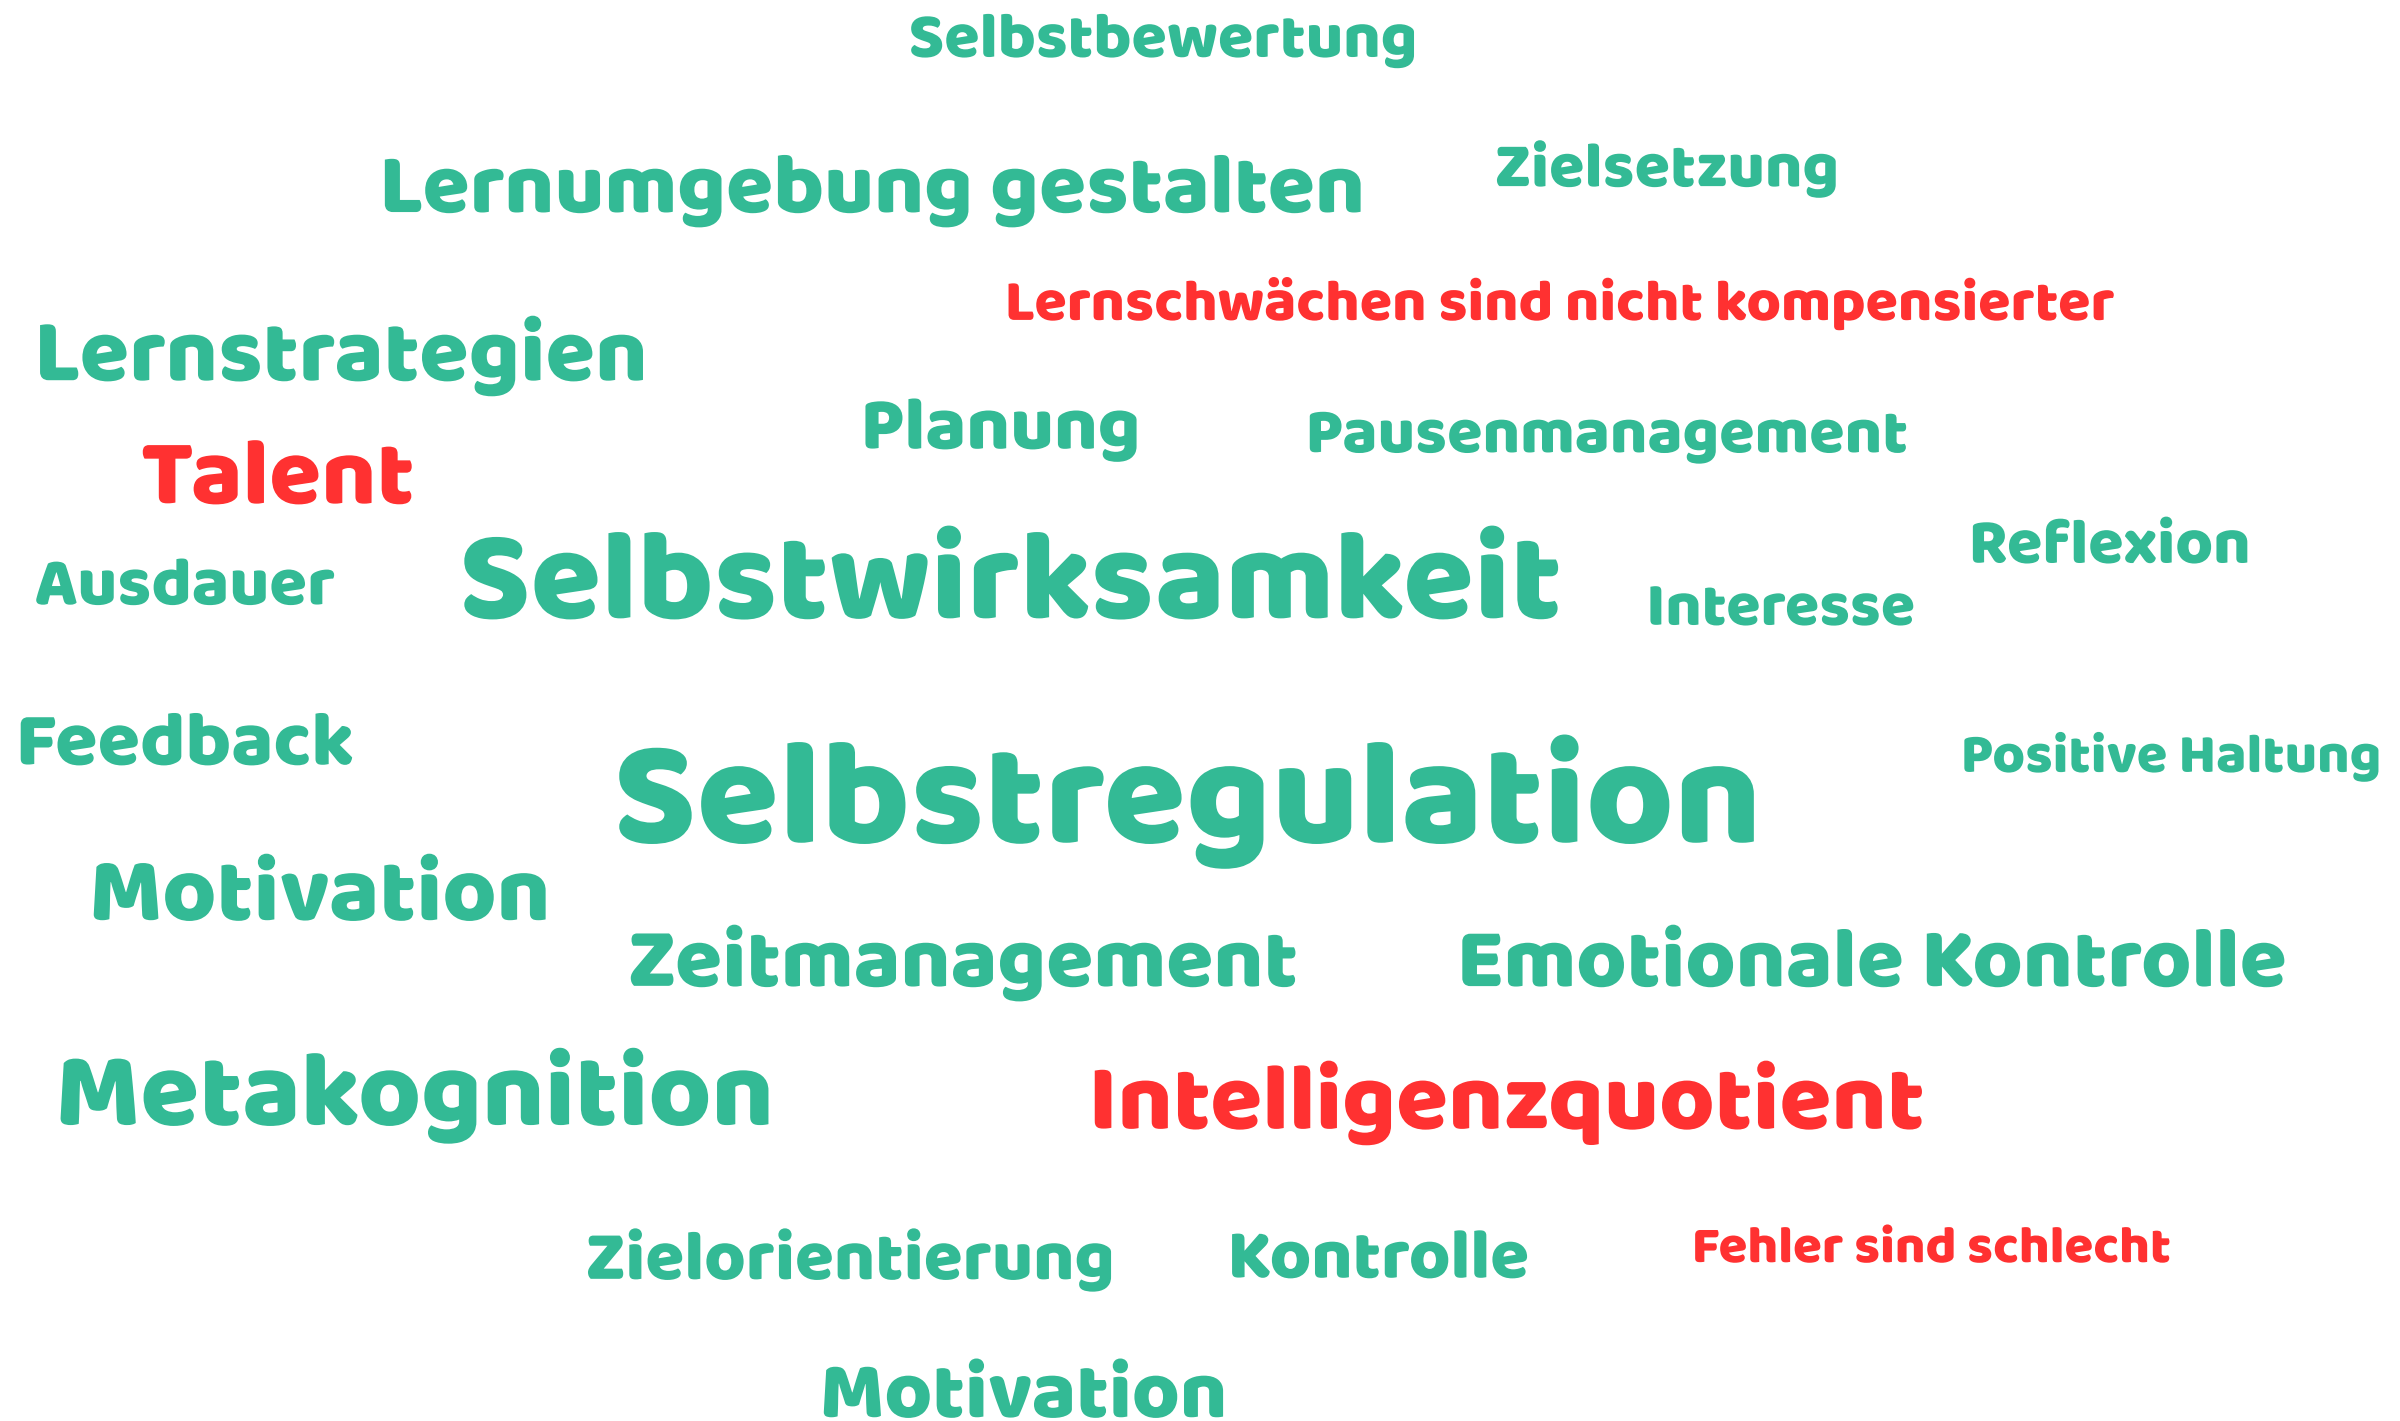 Selbstbewertung
Lernumgebung gestalten
Zielsetzung
Lernschwächen sind nicht kompensierter
Lernstrategien
Planung
Pausenmanagement
Talent
Selbstwirksamkeit
Reflexion
Ausdauer
Interesse
Feedback
Selbstregulation
Positive Haltung
Motivation
Zeitmanagement
Emotionale Kontrolle
Metakognition
Intelligenzquotient
Zielorientierung
Kontrolle
Fehler sind schlecht
Motivation